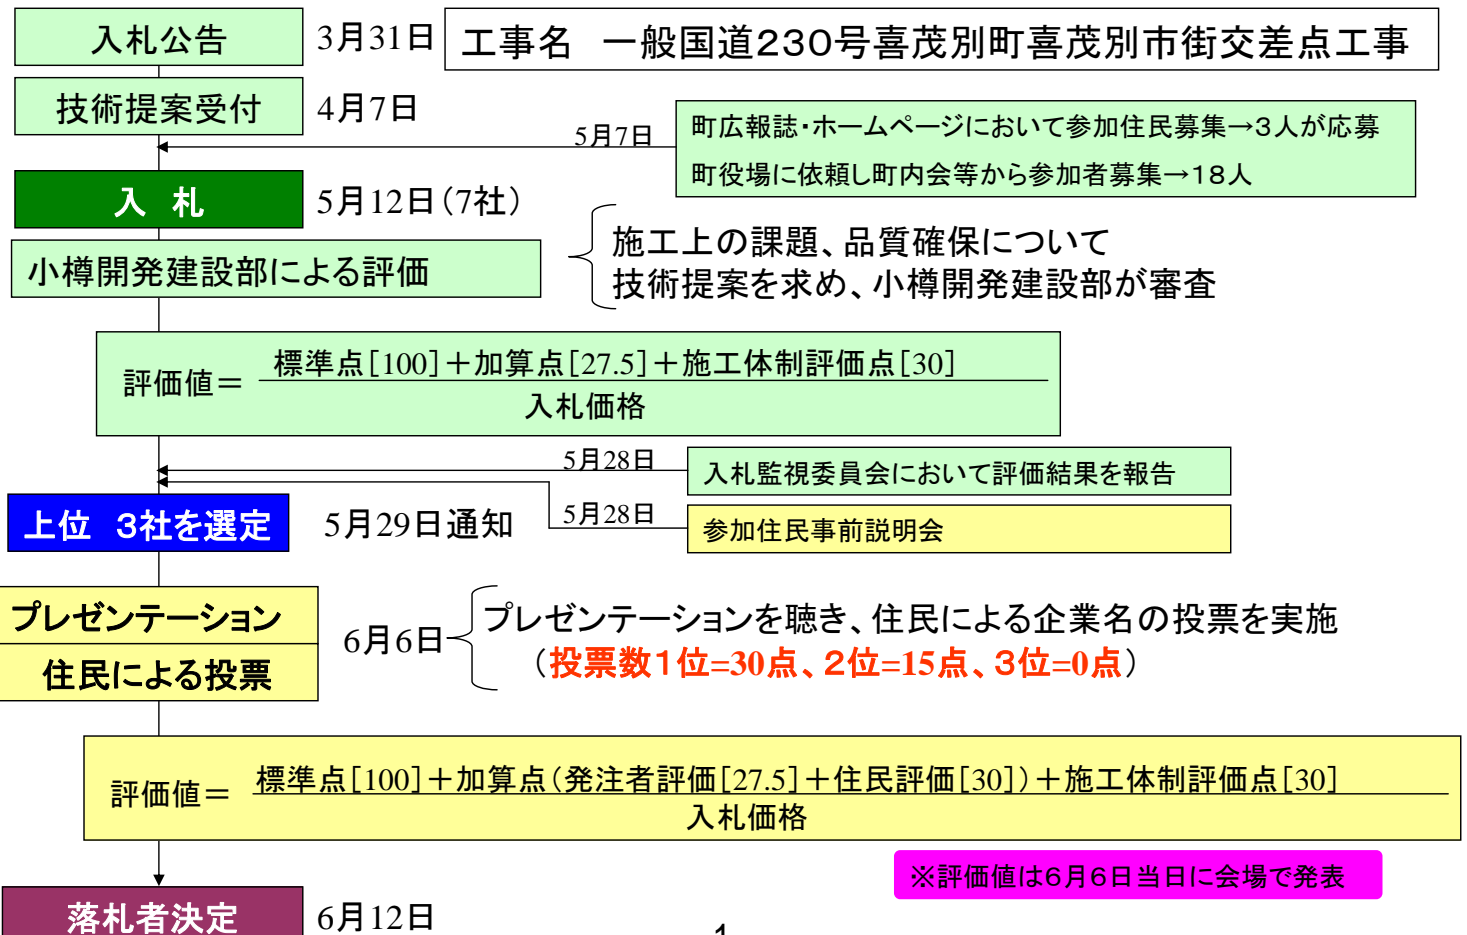 入札公告
3月31日
工事名　一般国道230号喜茂別町喜茂別市街交差点工事
技術提案受付
4月7日
5月7日
町広報誌・ホームページにおいて参加住民募集→3人が応募
町役場に依頼し町内会等から参加者募集→18人
入　札
5月12日(7社)
小樽開発建設部による評価
施工上の課題、品質確保について
技術提案を求め、小樽開発建設部が審査
評価値＝
標準点[100]＋加算点[27.5]＋施工体制評価点[30]
入札価格
5月28日
入札監視委員会において評価結果を報告
上位　3社を選定
5月29日通知
5月28日
参加住民事前説明会
プレゼンテーション
住民による投票
6月6日
プレゼンテーションを聴き、住民による企業名の投票を実施
(投票数1位=30点、2位=15点、3位=0点)
評価値＝
標準点[100]＋加算点(発注者評価[27.5]＋住民評価[30])＋施工体制評価点[30]
入札価格
※評価値は6月6日当日に会場で発表
落札者決定
6月12日
1